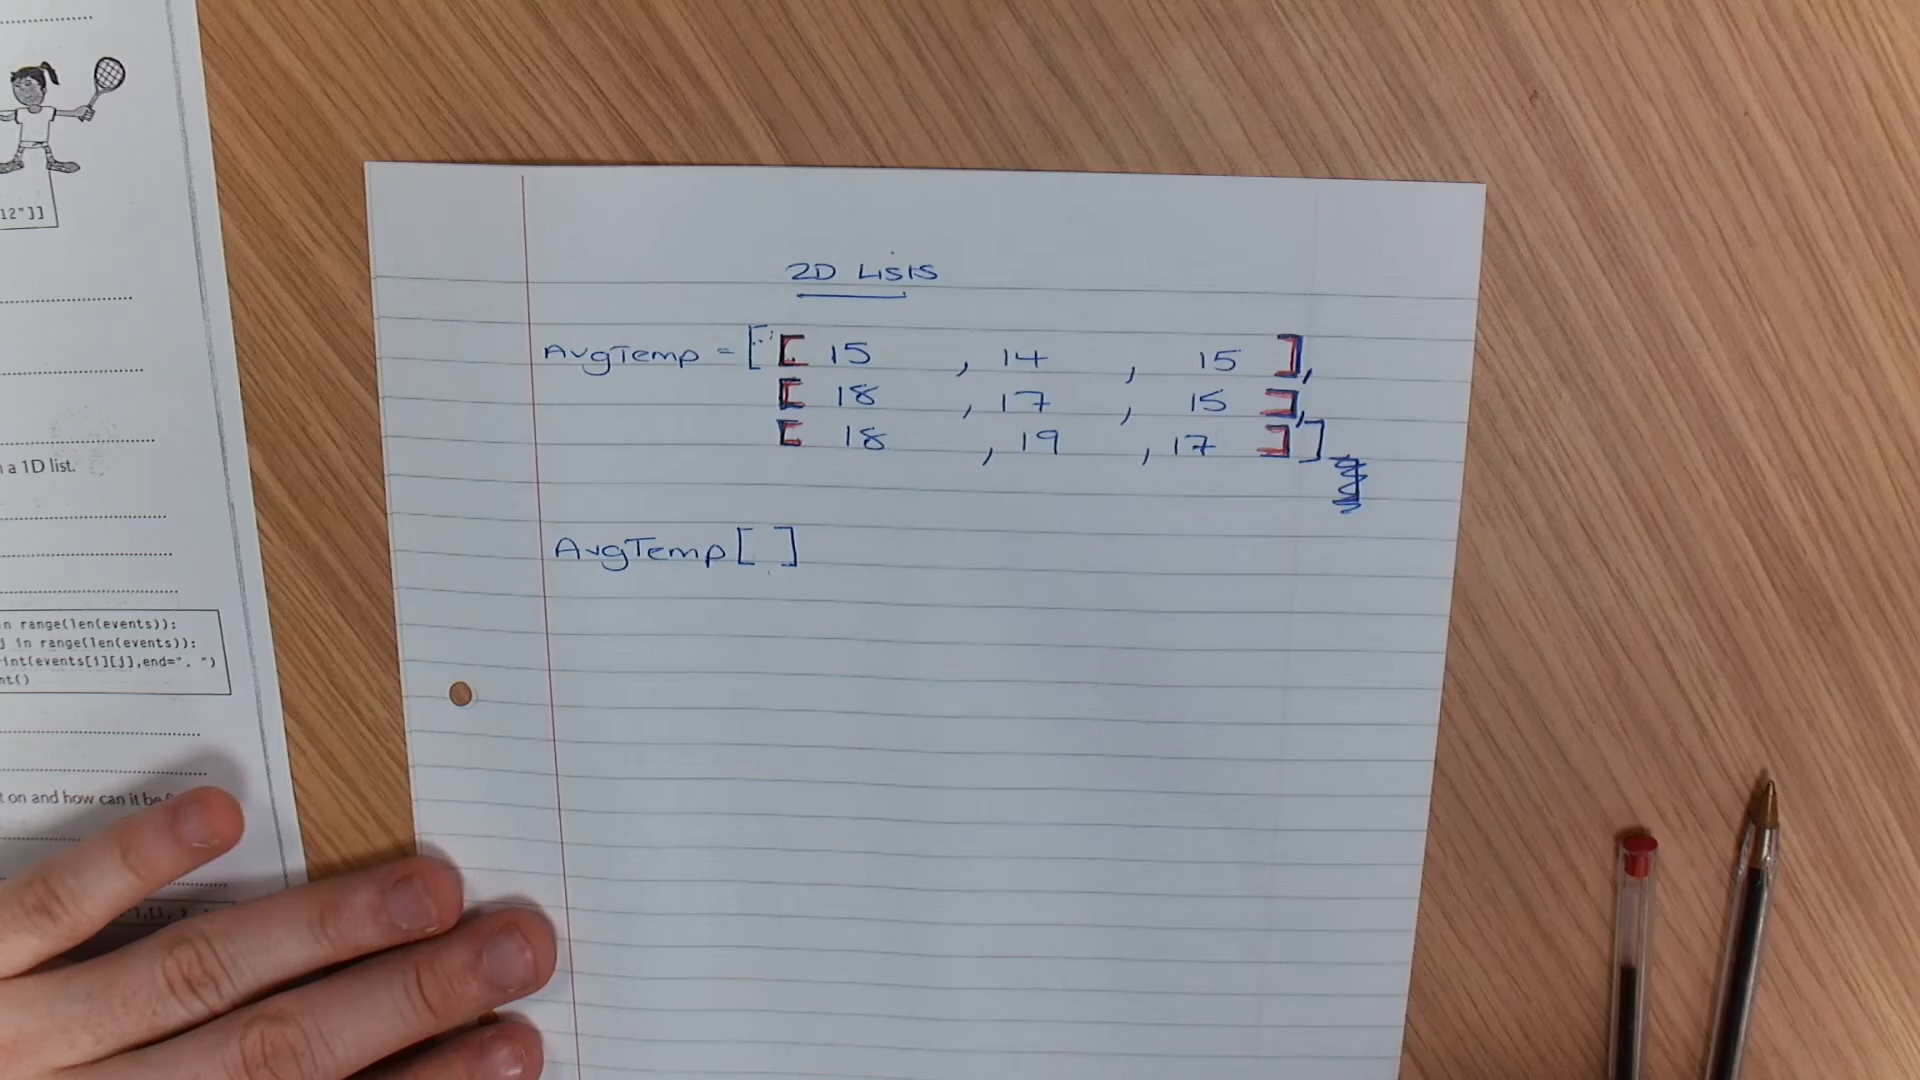 12"]]
a 1D list.
in range(len(events)):
j in range(len(events)):
int(events[i][j],end=", ")
nt()
t on and how can it be
2D Lists
AvgTemp = [ [ 15 , 14 , 15 ],
[ 18 , 17 , 15 ],
[ 18 , 19 , 17 ] ]
AvgTemp[ ]